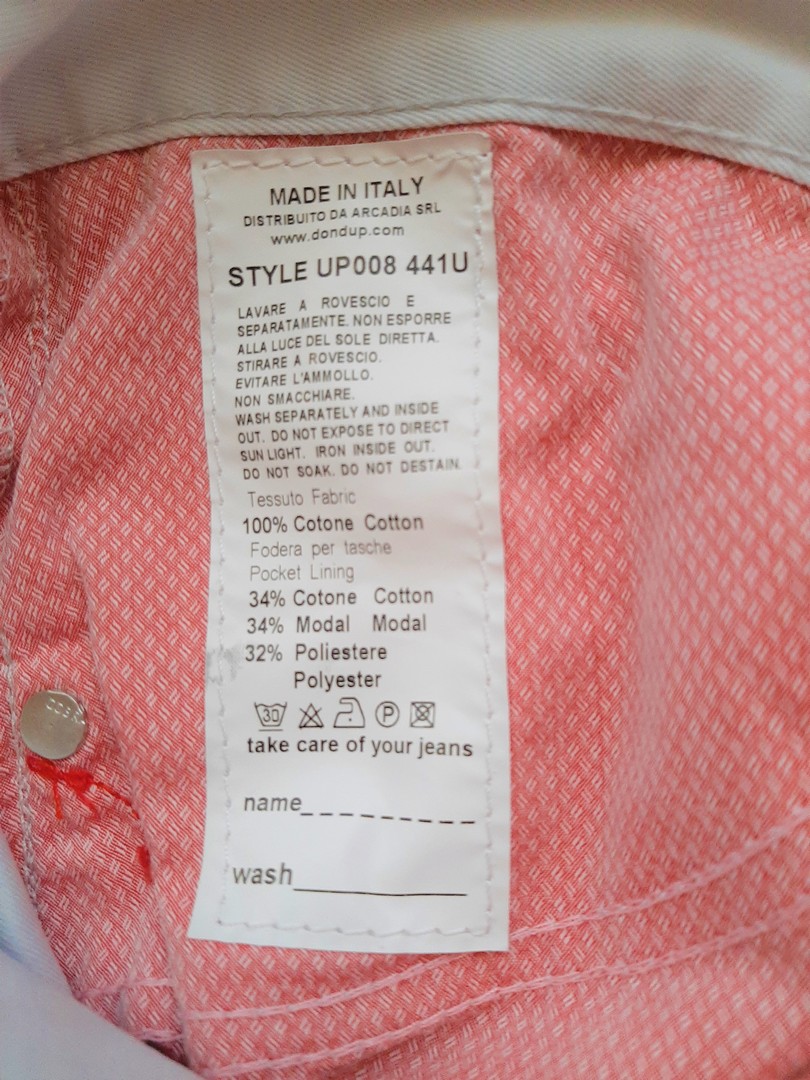 MADE IN ITALY
DISTRIBUITO DA ARCADIA SRL
www.dondup.com
STYLE UP008 441U
LAVARE A ROVESCIO E
SEPARATAMENTE. NON ESPORRE
ALLA LUCE DEL SOLE DIRETTA.
STIRARE A ROVESCIO.
EVITARE L'AMMOLLO.
NON SMACCHIARE.
WASH SEPARATELY AND INSIDE
OUT. DO NOT EXPOSE TO DIRECT
SUN LIGHT. IRON INSIDE OUT.
DO NOT SOAK. DO NOT DESTAIN.
Tessuto Fabric
100% Cotone Cotton
Fodera per tasche
Pocket Lining
34% Cotone Cotton
34% Modal Modal
32% Poliestere
Polyester
30 P
take care of your jeans
name_ _ _ _ _ _ _ _ _
wash______________